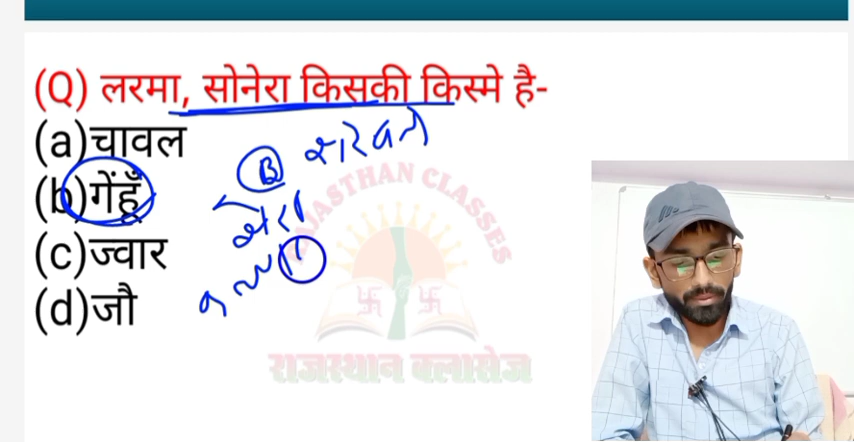 (Q) लरमा, सोनेरा किसकी किस्मे है-
(a)चावल
(b)गेंहूँ
(c)ज्वार
(d)जौ
B
RAJASTHAN CLASSES
राजस्थान क्लासेज